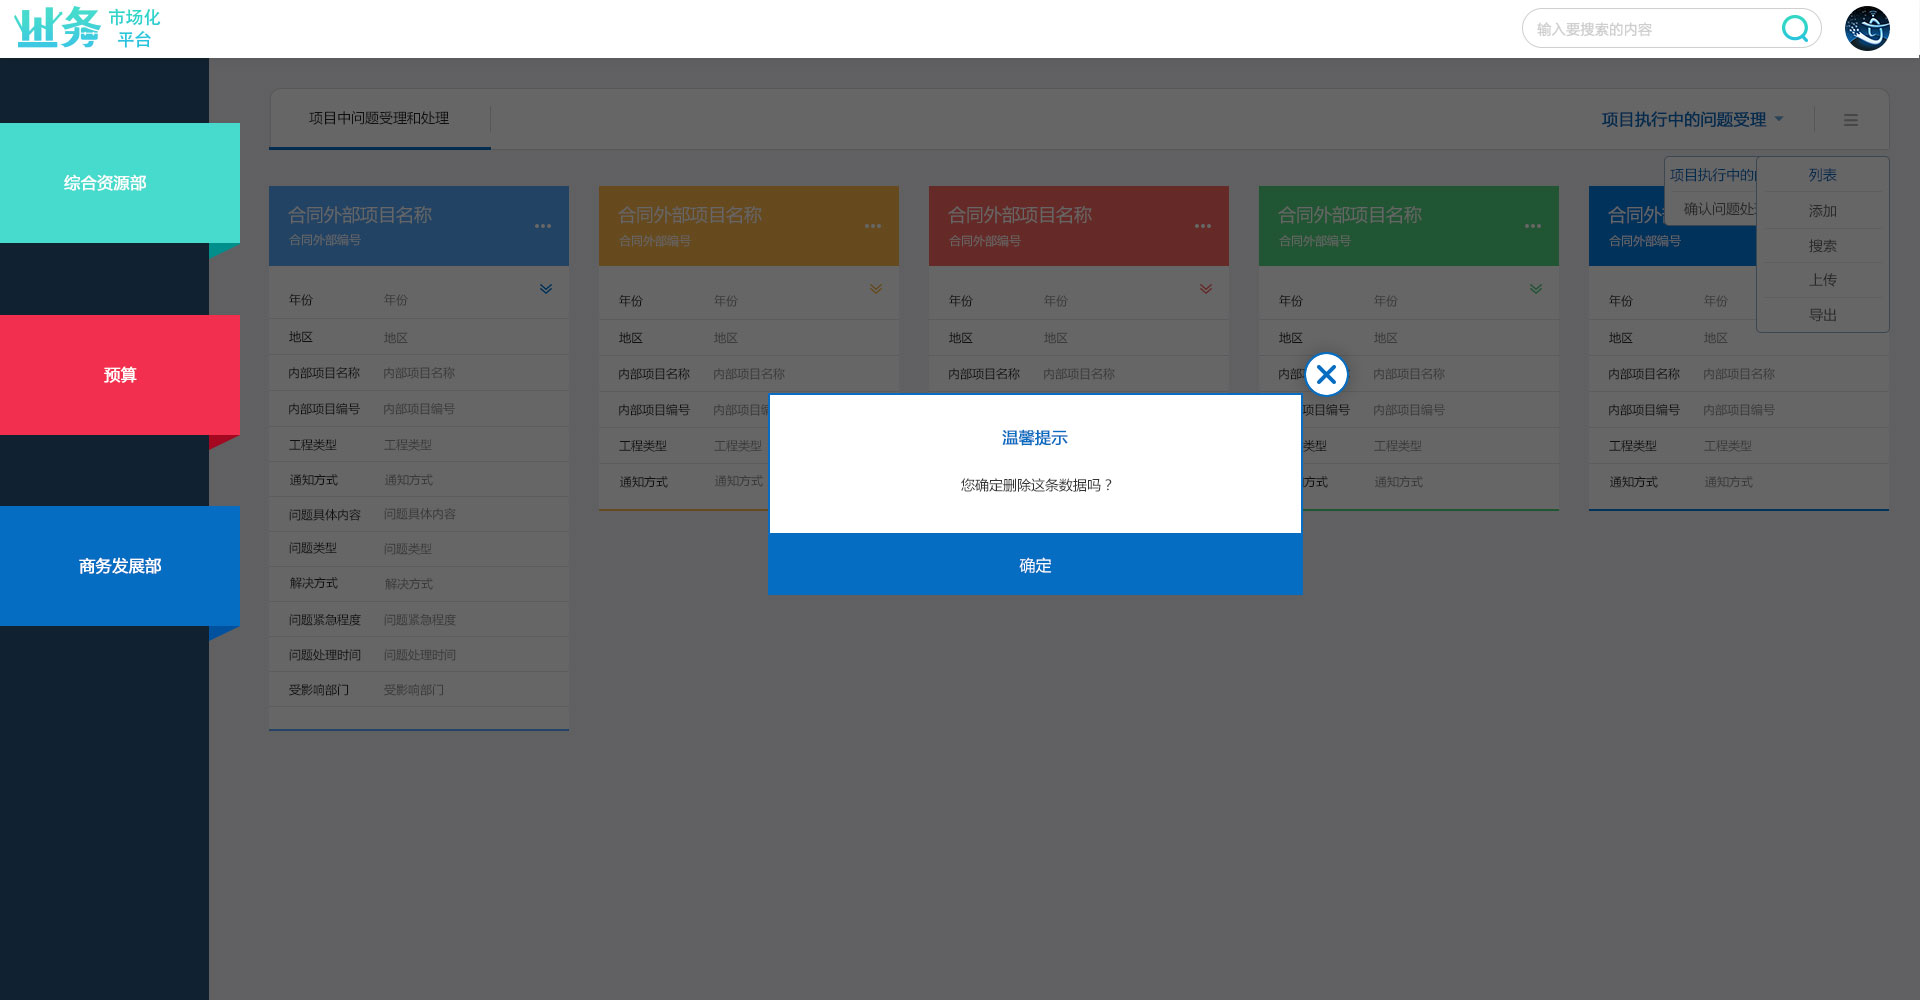 业务 市场化
平台
输入要搜索的内容
综合资源部
预算
商务发展部
项目中问题受理和处理
项目执行中的问题受理
项目执行中的
确认问题处
列表
添加
搜索
上传
导出
合同外部项目名称
合同外部编号
年份 年份
地区 地区
内部项目名称 内部项目名称
内部项目编号 内部项目编号
工程类型 工程类型
通知方式 通知方式
问题具体内容 问题具体内容
问题类型 问题类型
解决方式 解决方式
问题紧急程度 问题紧急程度
问题处理时间 问题处理时间
受影响部门 受影响部门
合同外部项目名称
合同外部编号
年份 年份
地区 地区
内部项目名称 内部项目名称
内部项目编号 内部项目编
工程类型 工程类型
通知方式 通知方式
合同外部项目名称
合同外部编号
年份 年份
地区 地区
内部项目名称 内部项目名称
合同外部项目名称
合同外部编号
年份 年份
地区 地区
内部 内部项目名称
项目编号 内部项目编号
类型 工程类型
方式 通知方式
合同外
合同外部编号
年份 年份
地区 地区
内部项目名称 内部项目名称
内部项目编号 内部项目编号
工程类型 工程类型
通知方式 通知方式
温馨提示
您确定删除这条数据吗？
确定